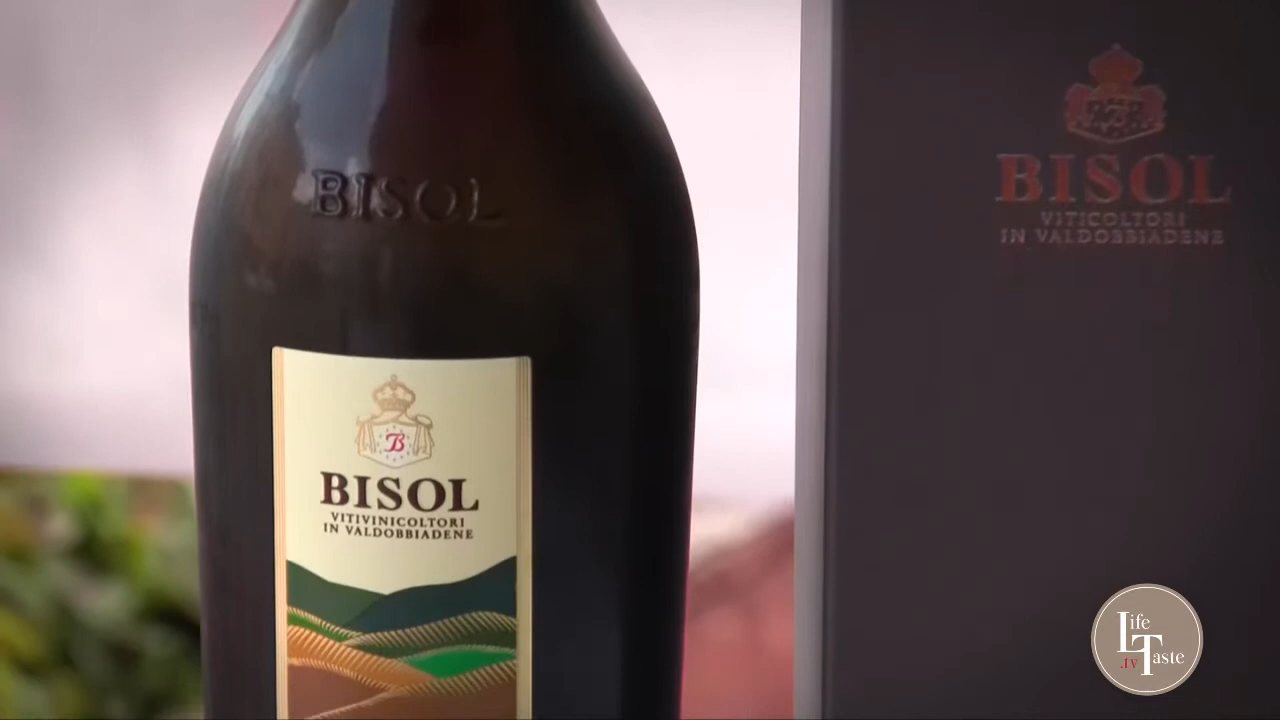 BISOL
B
BISOL
VITIVINICOLTORI
IN VALDOBBIADENE
B
BISOL
VITICOLTORI
IN VALDOBBIADENE
Life
Taste
.TV